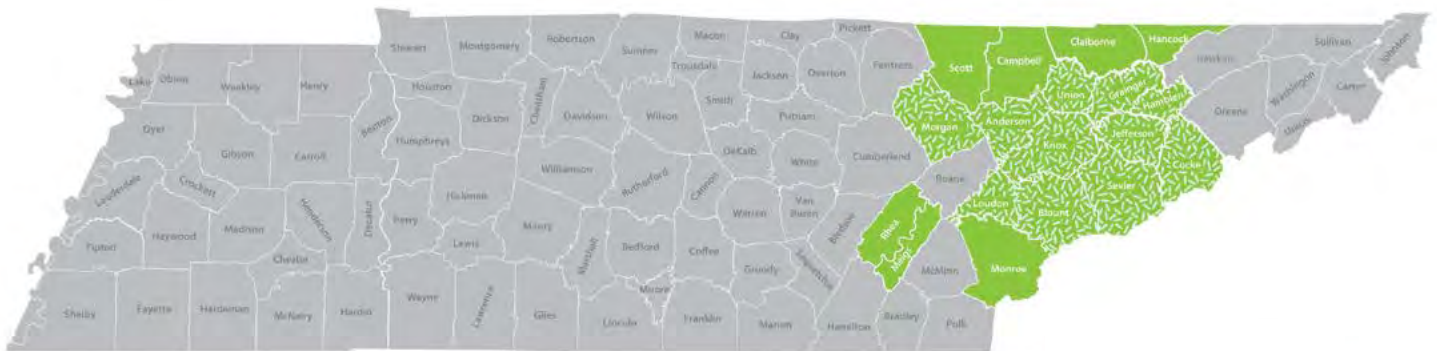 Stewart
Montgomery
Robertson
Sumner
Macon
Clay
Pickett
Claiborne
Hancock
Sullivan
Johnson
Lake
Obion
Weakley
Henry
Houston
Trousdale
Jackson
Overton
Fentress
Scott
Campbell
Hawkins
Washington
Carter
Dyer
Gibson
Carroll
Benton
Humphreys
Dickson
Cheatham
Davidson
Wilson
Smith
Putnam
Morgan
Anderson
Union
Grainger
Hamblen
Greene
Unicoi
Lauderdale
Crockett
Williamson
Rutherford
DeKalb
Cannon
White
Cumberland
Roane
Knox
Jefferson
Cocke
Sevier
Tipton
Haywood
Madison
Henderson
Decatur
Perry
Hickman
Lewis
Maury
Marshall
Bedford
Coffee
Warren
Van
Buren
Bledsoe
Rhea
Meigs
Loudon
Blount
Chester
Moore
Grundy
Sequatchie
McMinn
Monroe
Shelby
Fayette
Hardeman
McNairy
Hardin
Wayne
Lawrence
Giles
Lincoln
Franklin
Marion
Hamilton
Bradley
Polk